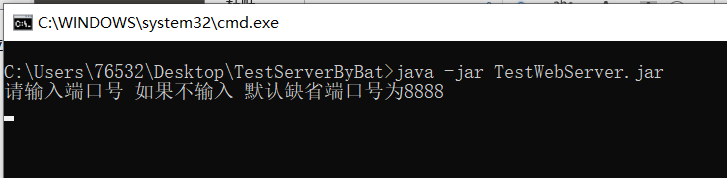 C:\WINDOWS\system32\cmd.exe
C:\Users\76532\Desktop\TestServerByBat>java -jar TestWebServer.jar
请输入端口号 如果不输入 默认缺省端口号为8888